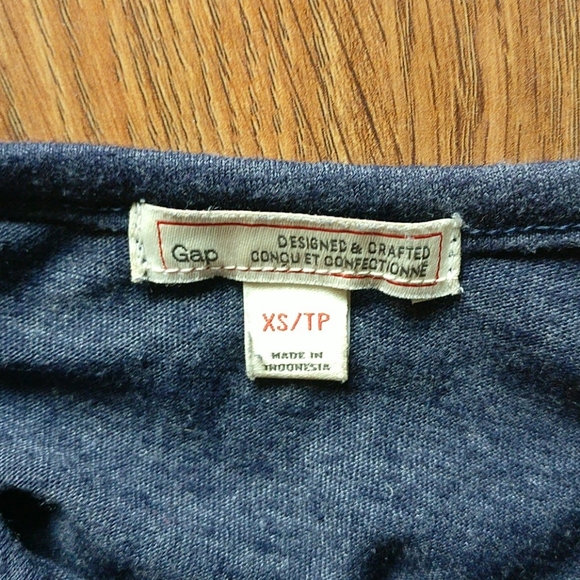 Gap
DESIGNED & CRAFTED
CONÇU ET CONFECTIONNÉ
XS/TP
MADE IN
INDONESIA